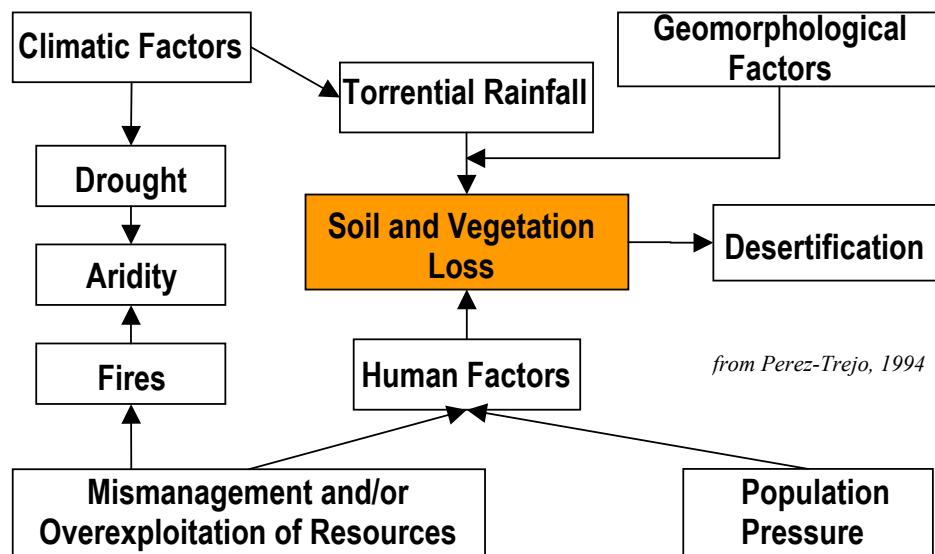 Climatic Factors
Geomorphological
Factors
Torrential Rainfall
Drought
Soil and Vegetation
Loss
Desertification
Aridity
Fires
Human Factors
from Perez-Trejo, 1994
Mismanagement and/or
Overexploitation of Resources
Population
Pressure